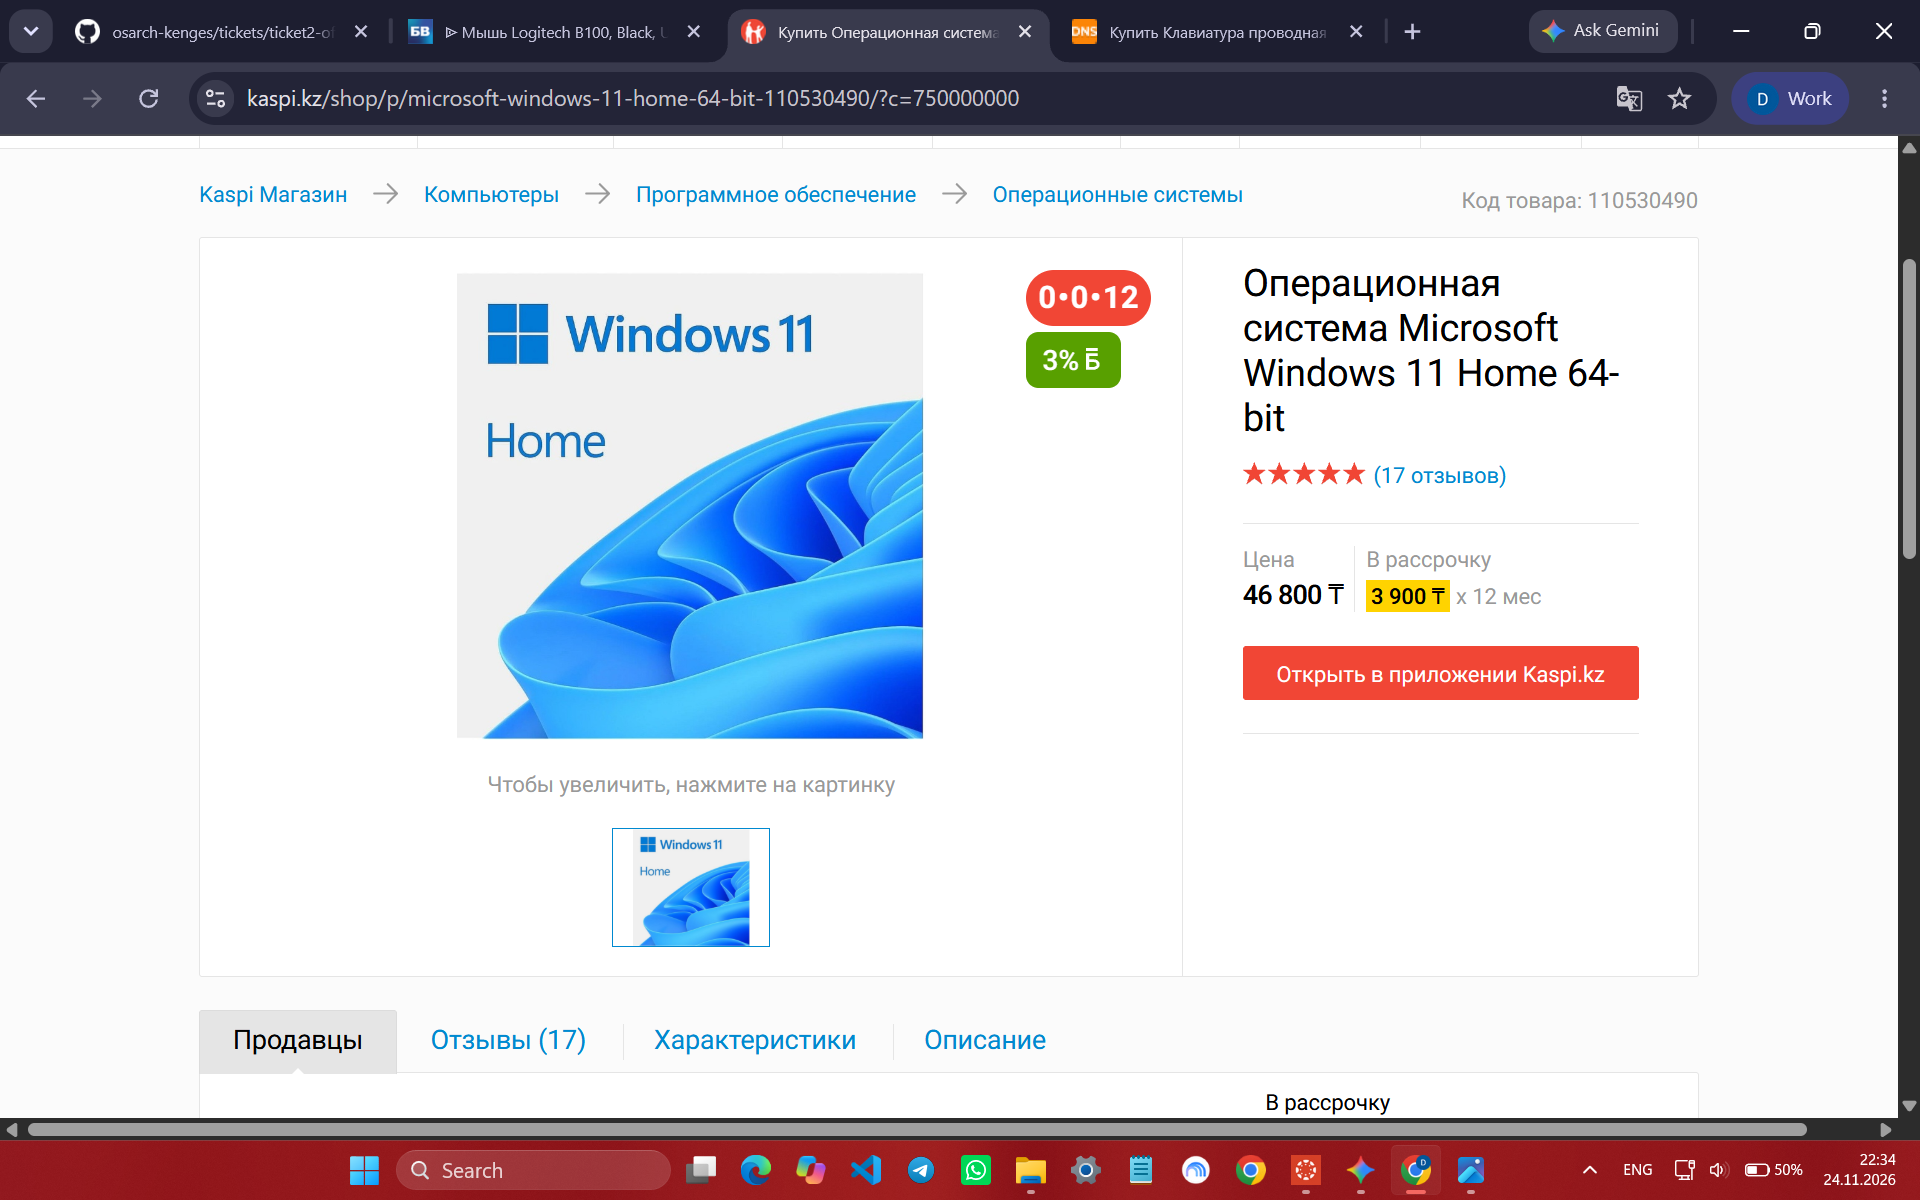 osarch-kenges/tickets/ticket2-of
БВ
ᐉ Мышь Logitech B100, Black, U
Купить Операционная система
DNS
Купить Клавиатура проводная
Ask Gemini
kaspi.kz/shop/p/microsoft-windows-11-home-64-bit-110530490/?c=750000000
D
Work
Kaspi Магазин
Компьютеры
Программное обеспечение
Операционные системы
Код товара: 110530490
Windows 11
Home
0•0•12
3% Б
Операционная
система Microsoft
Windows 11 Home 64-
bit
(17 отзывов)
Цена
В рассрочку
46 800 ₸
3 900 ₸ x 12 мес
Открыть в приложении Kaspi.kz
Чтобы увеличить, нажмите на картинку
Windows 11
Home
Продавцы
Отзывы (17)
Характеристики
Описание
В рассрочку
Search
D
ENG
50%
22:34
24.11.2026